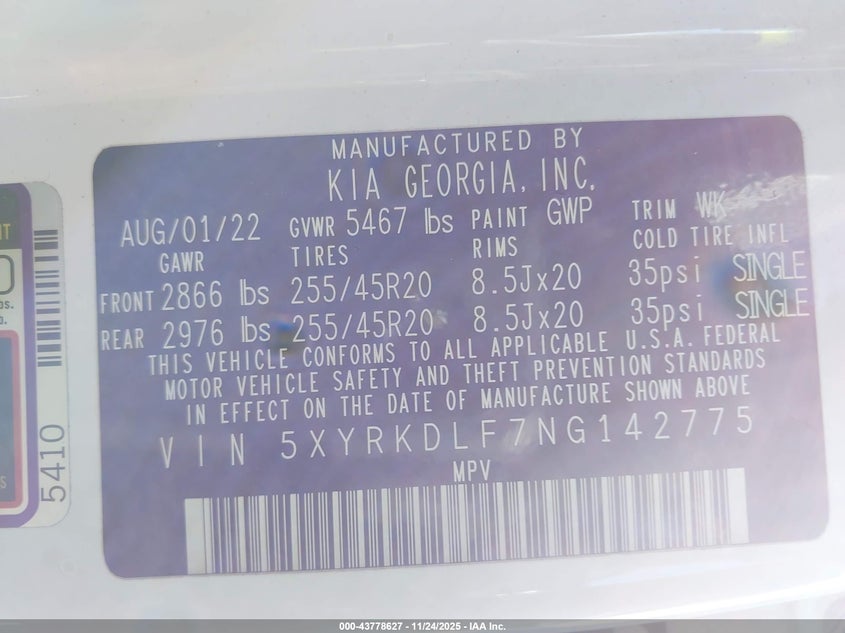 MANUFACTURED BY
KIA GEORGIA, INC.
AUG/01/22 GVWR 5467 lbs PAINT GWP TRIM WK
GAWR TIRES RIMS COLD TIRE INFL
FRONT 2866 lbs 255/45R20 8.5Jx20 35psi SINGLE
REAR 2976 lbs 255/45R20 8.5Jx20 35psi SINGLE
THIS VEHICLE CONFORMS TO ALL APPLICABLE U.S.A. FEDERAL
MOTOR VEHICLE SAFETY AND THEFT PREVENTION STANDARDS
IN EFFECT ON THE DATE OF MANUFACTURE SHOWN ABOVE
VIN 5XYRKDLF7NG142775
MPV
5410
000-43778627 - 11/24/2025 - IAA Inc.